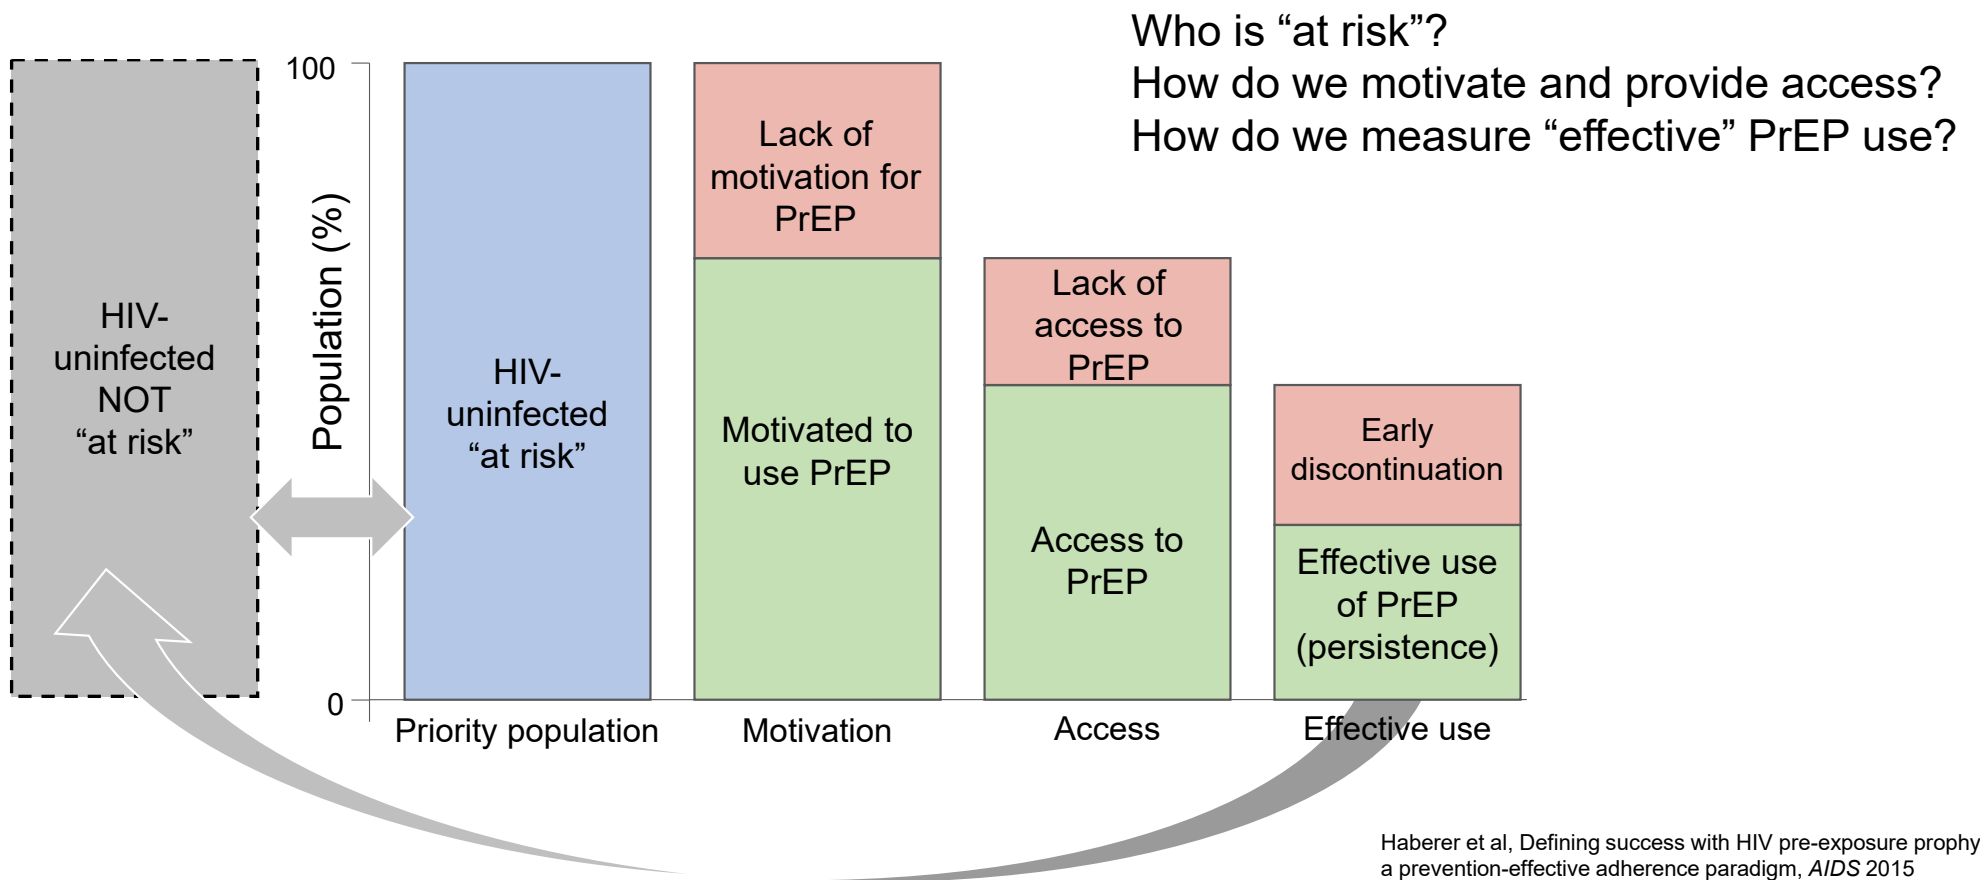 Who is “at risk”?
How do we motivate and provide access?
How do we measure “effective” PrEP use?
HIV-
uninfected
NOT
“at risk”
Population (%)
100
0
HIV-
uninfected
“at risk”
Lack of
motivation for
PrEP
Motivated to
use PrEP
Lack of
access to
PrEP
Access to
PrEP
Early
discontinuation
Effective use
of PrEP
(persistence)
Priority population
Motivation
Access
Effective use
Haberer et al, Defining success with HIV pre-exposure prophy
a prevention-effective adherence paradigm, AIDS 2015